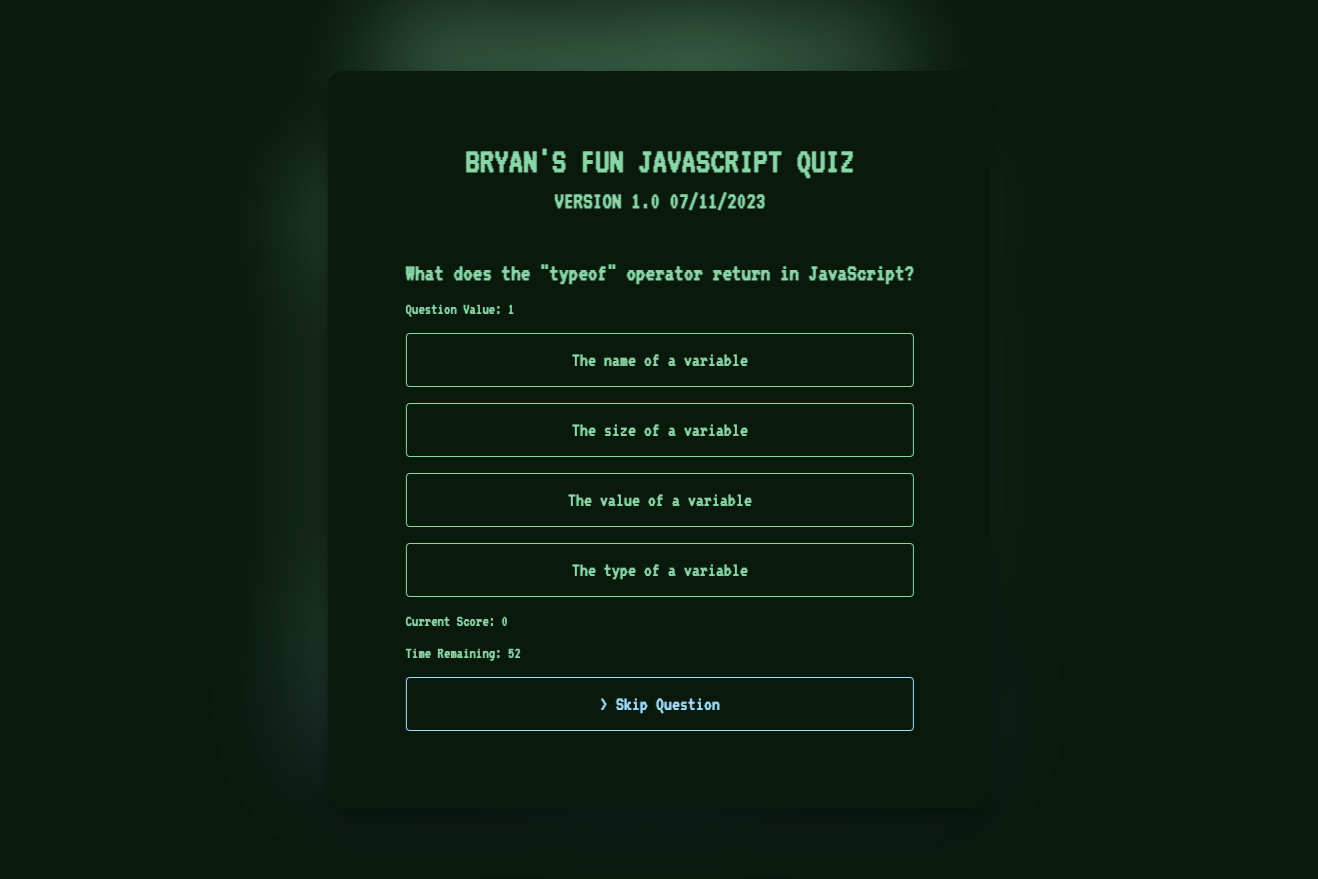 BRYAN'S FUN JAVASCRIPT QUIZ
VERSION 1.0 07/11/2023
What does the "typeof" operator return in JavaScript?
Question Value: 1
The name of a variable
The size of a variable
The value of a variable
The type of a variable
Current Score: 0
Time Remaining: 52
❯ Skip Question